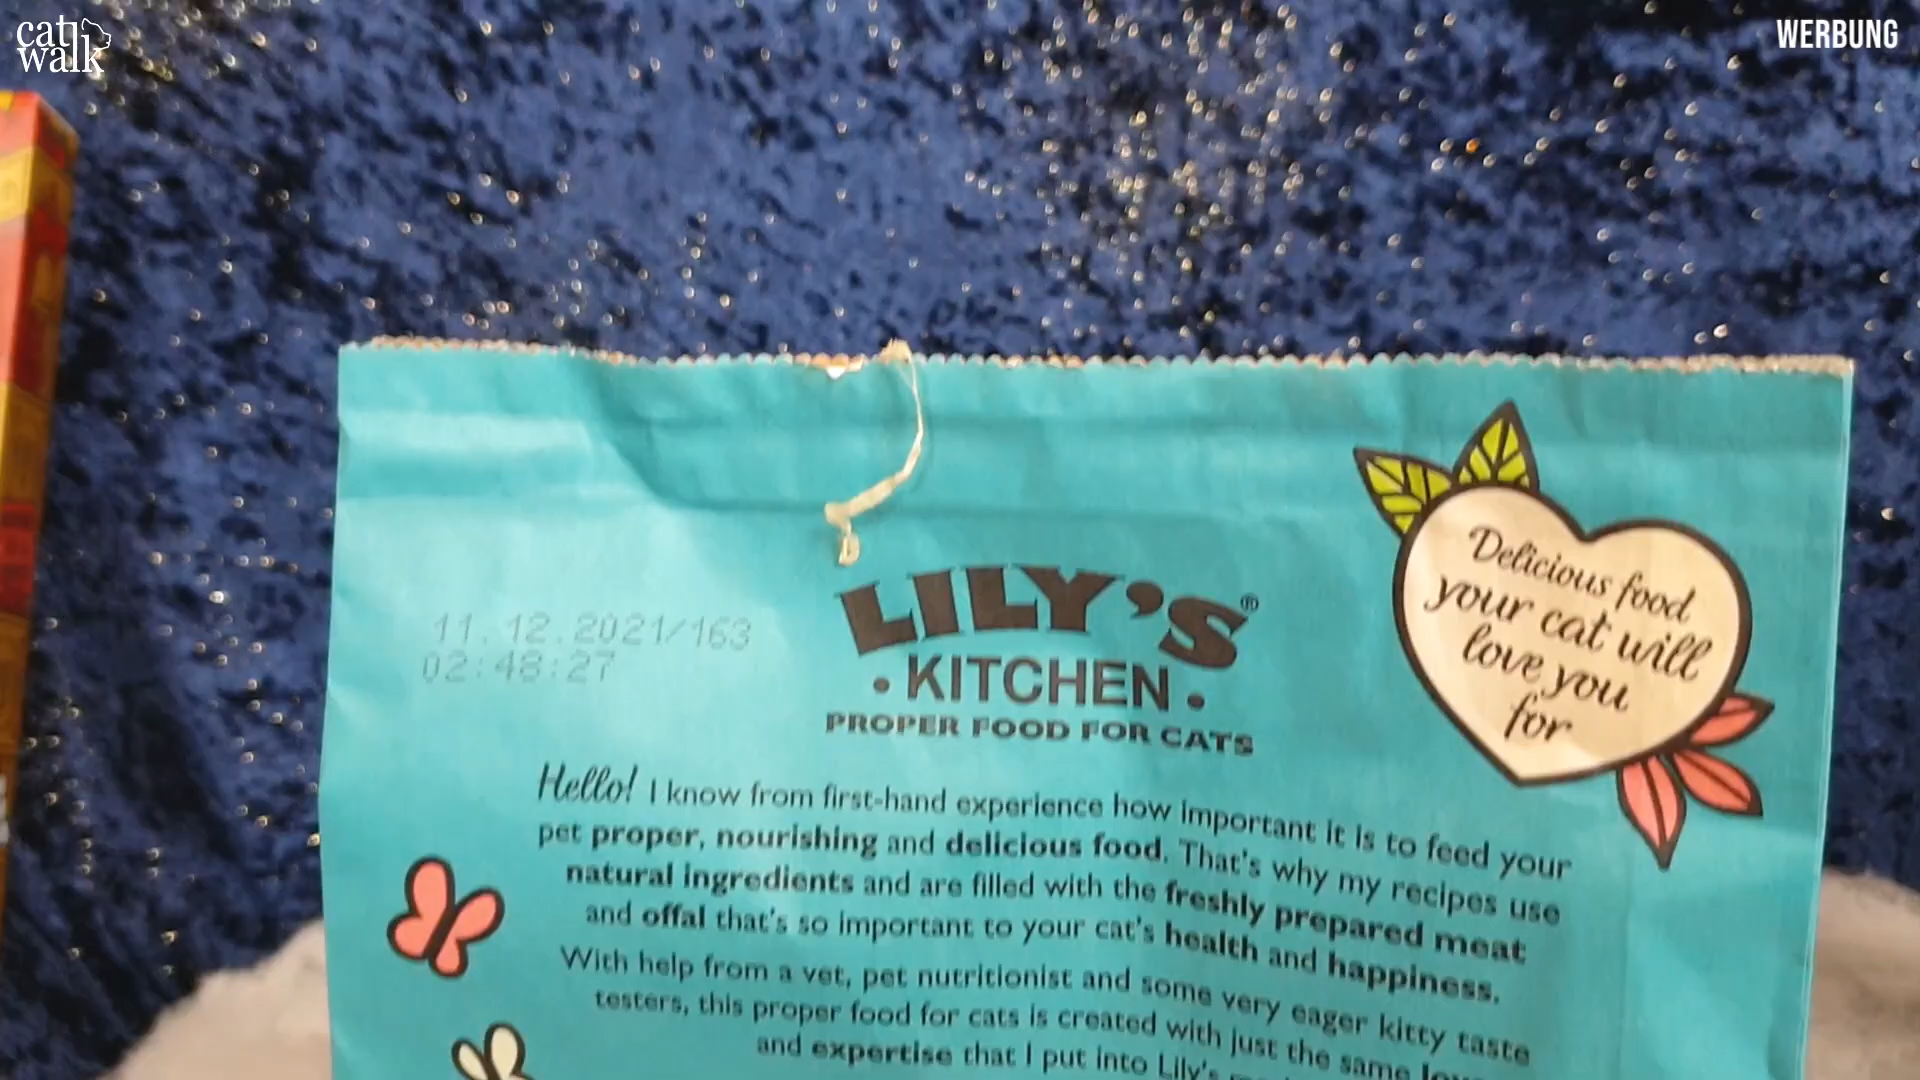 cat
walk
WERBUNG
11.12.2021/163
02:48:27
LILY'S®
• KITCHEN •
PROPER FOOD FOR CATS
Delicious food
your cat will
love you
for
Hello! I know from first-hand experience how important it is to feed your
pet proper, nourishing and delicious food. That's why my recipes use
natural ingredients and are filled with the freshly prepared meat
and offal that's so important to your cat's health and happiness.
With help from a vet, pet nutritionist and some very eager kitty taste
testers, this proper food for cats is created with just the same
and expertise that I put into Lily's